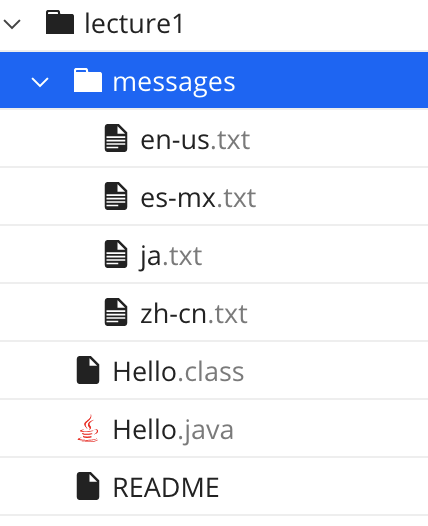 lecture1
messages
en-us.txt
es-mx.txt
ja.txt
zh-cn.txt
Hello.class
Hello.java
README